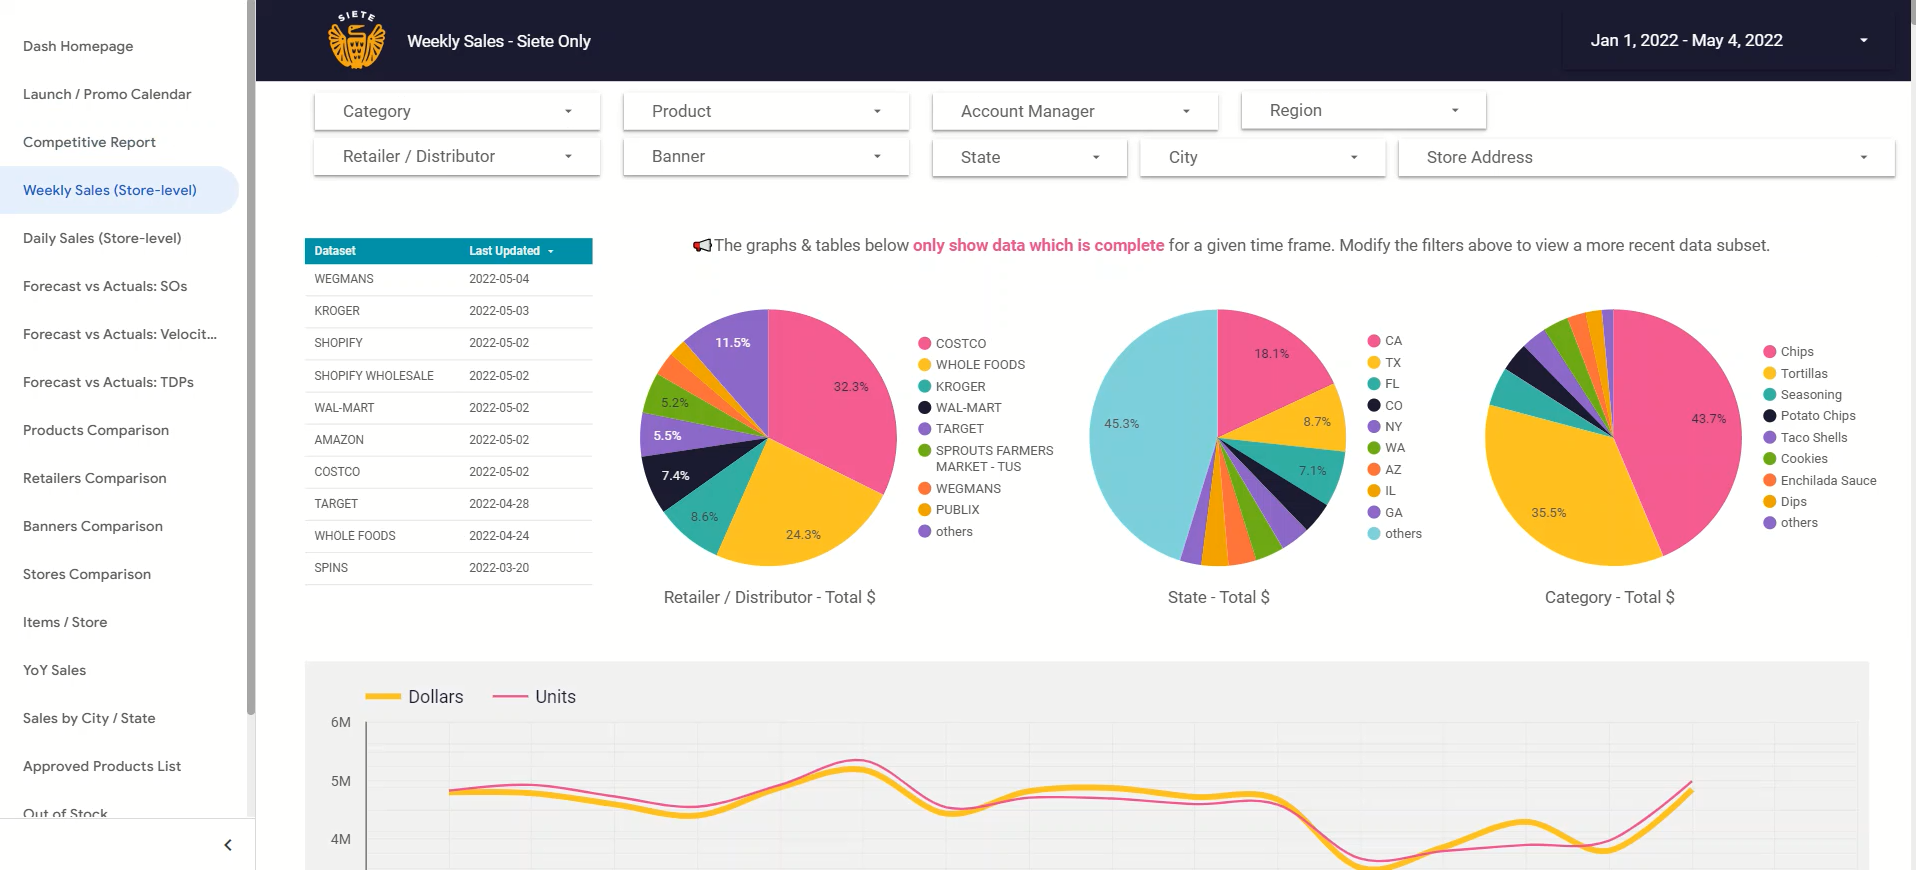 Dash Homepage
Launch / Promo Calendar
Competitive Report
Weekly Sales (Store-level)
Daily Sales (Store-level)
Forecast vs Actuals: SOs
Forecast vs Actuals: Velocit...
Forecast vs Actuals: TDPs
Products Comparison
Retailers Comparison
Banners Comparison
Stores Comparison
Items / Store
YoY Sales
Sales by City / State
Approved Products List
Out of Stock
SIETE
Weekly Sales - Siete Only
Jan 1, 2022 - May 4, 2022
Category
Product
Account Manager
Region
Retailer / Distributor
Banner
State
City
Store Address
Dataset Last Updated
WEGMANS 2022-05-04
KROGER 2022-05-03
SHOPIFY 2022-05-02
SHOPIFY WHOLESALE 2022-05-02
WAL-MART 2022-05-02
AMAZON 2022-05-02
COSTCO 2022-05-02
TARGET 2022-04-28
WHOLE FOODS 2022-04-24
SPINS 2022-03-20
The graphs & tables below only show data which is complete for a given time frame. Modify the filters above to view a more recent data subset.
11.5%
32.3%
5.2%
5.5%
7.4%
8.6%
24.3%
COSTCO
WHOLE FOODS
KROGER
WAL-MART
TARGET
SPROUTS FARMERS
MARKET - TUS
WEGMANS
PUBLIX
others
Retailer / Distributor - Total $
18.1%
8.7%
45.3%
7.1%
CA
TX
FL
CO
NY
WA
AZ
IL
GA
others
State - Total $
43.7%
35.5%
Chips
Tortillas
Seasoning
Potato Chips
Taco Shells
Cookies
Enchilada Sauce
Dips
others
Category - Total $
Dollars
Units
6M
5M
4M